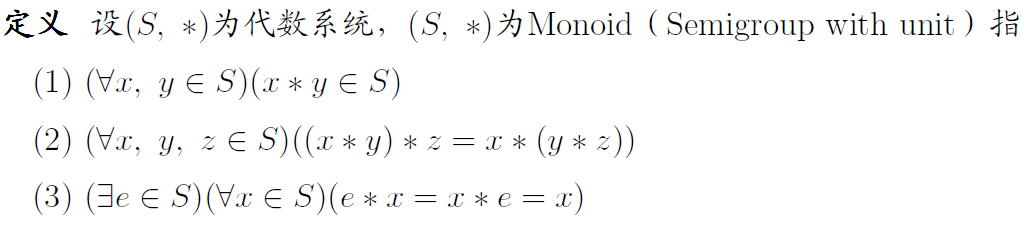 定义 设(S, *)为代数系统，(S, *)为Monoid（Semigroup with unit）指
(1) (∀x, y ∈ S)(x * y ∈ S)
(2) (∀x, y, z ∈ S)((x * y) * z = x * (y * z))
(3) (∃e ∈ S)(∀x ∈ S)(e * x = x * e = x)